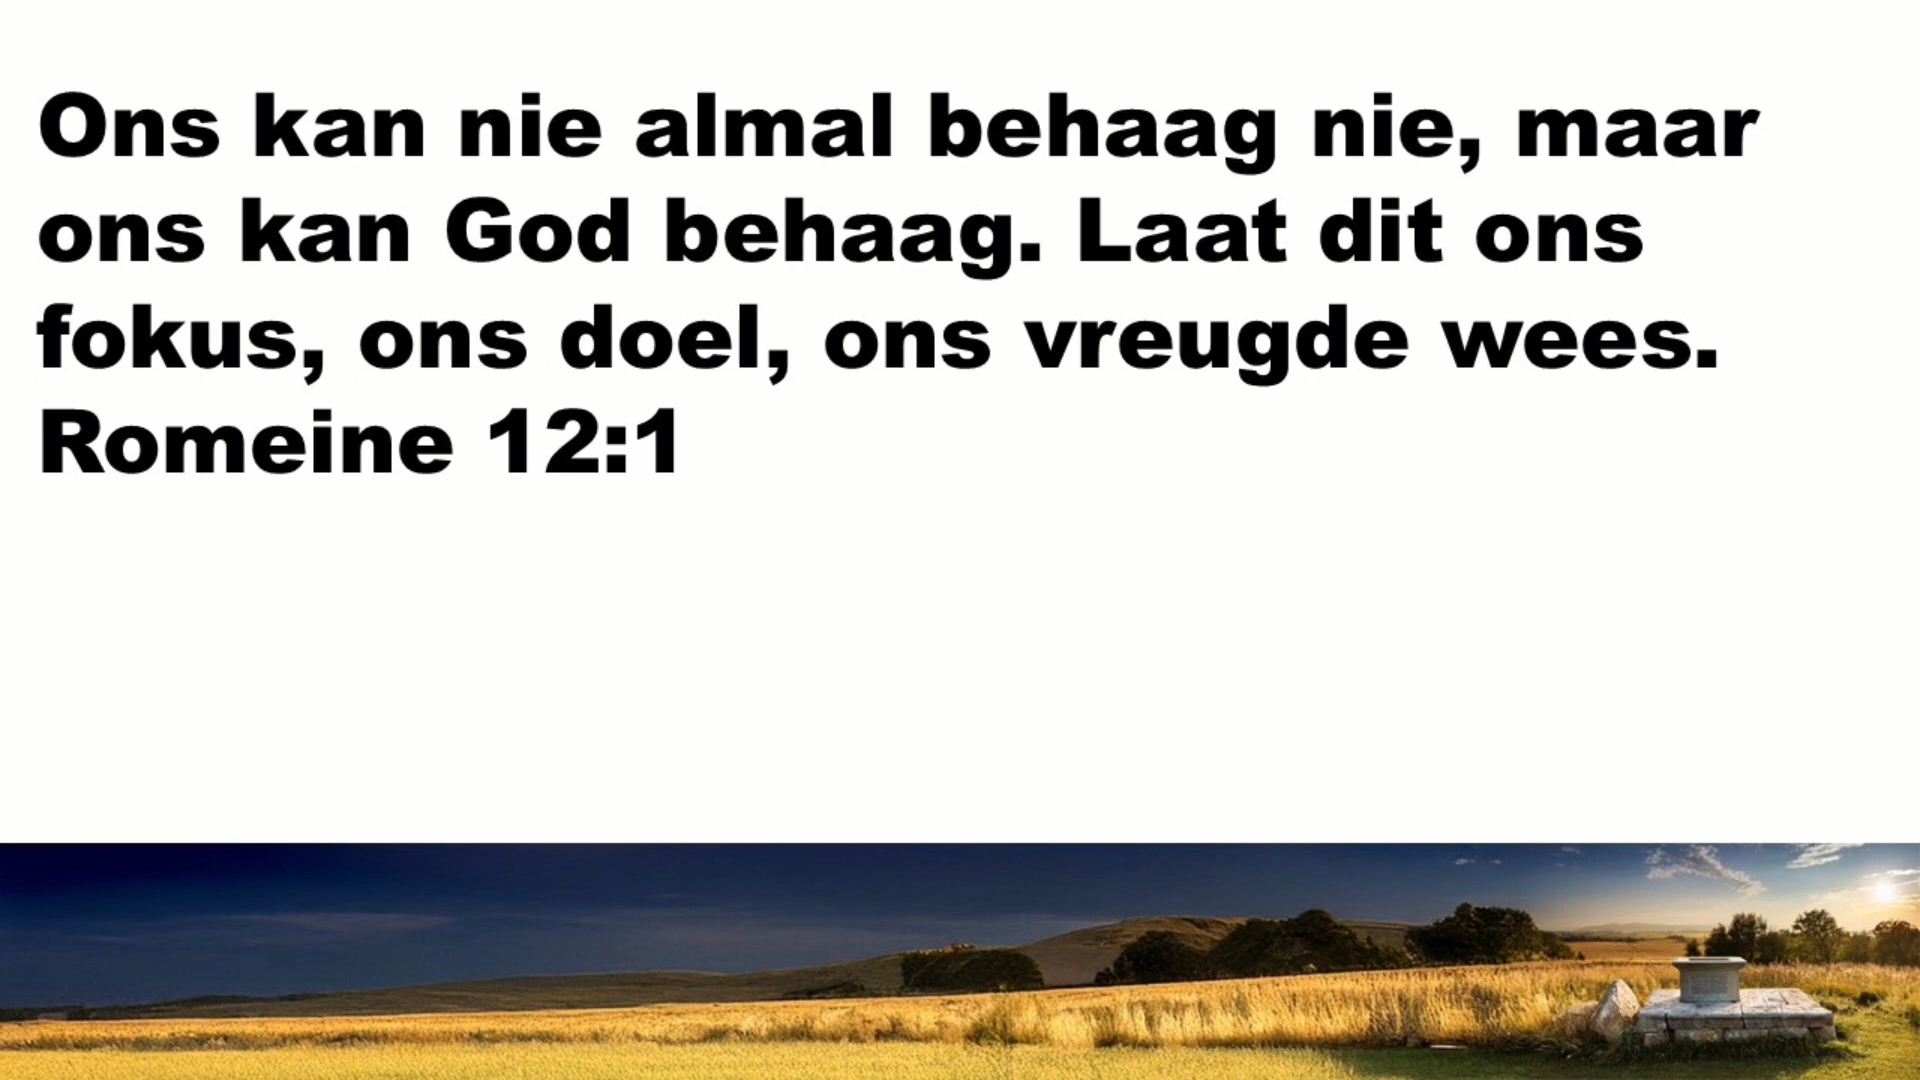 Ons kan nie almal behaag nie, maar
ons kan God behaag. Laat dit ons
fokus, ons doel, ons vreugde wees.
Romeine 12:1